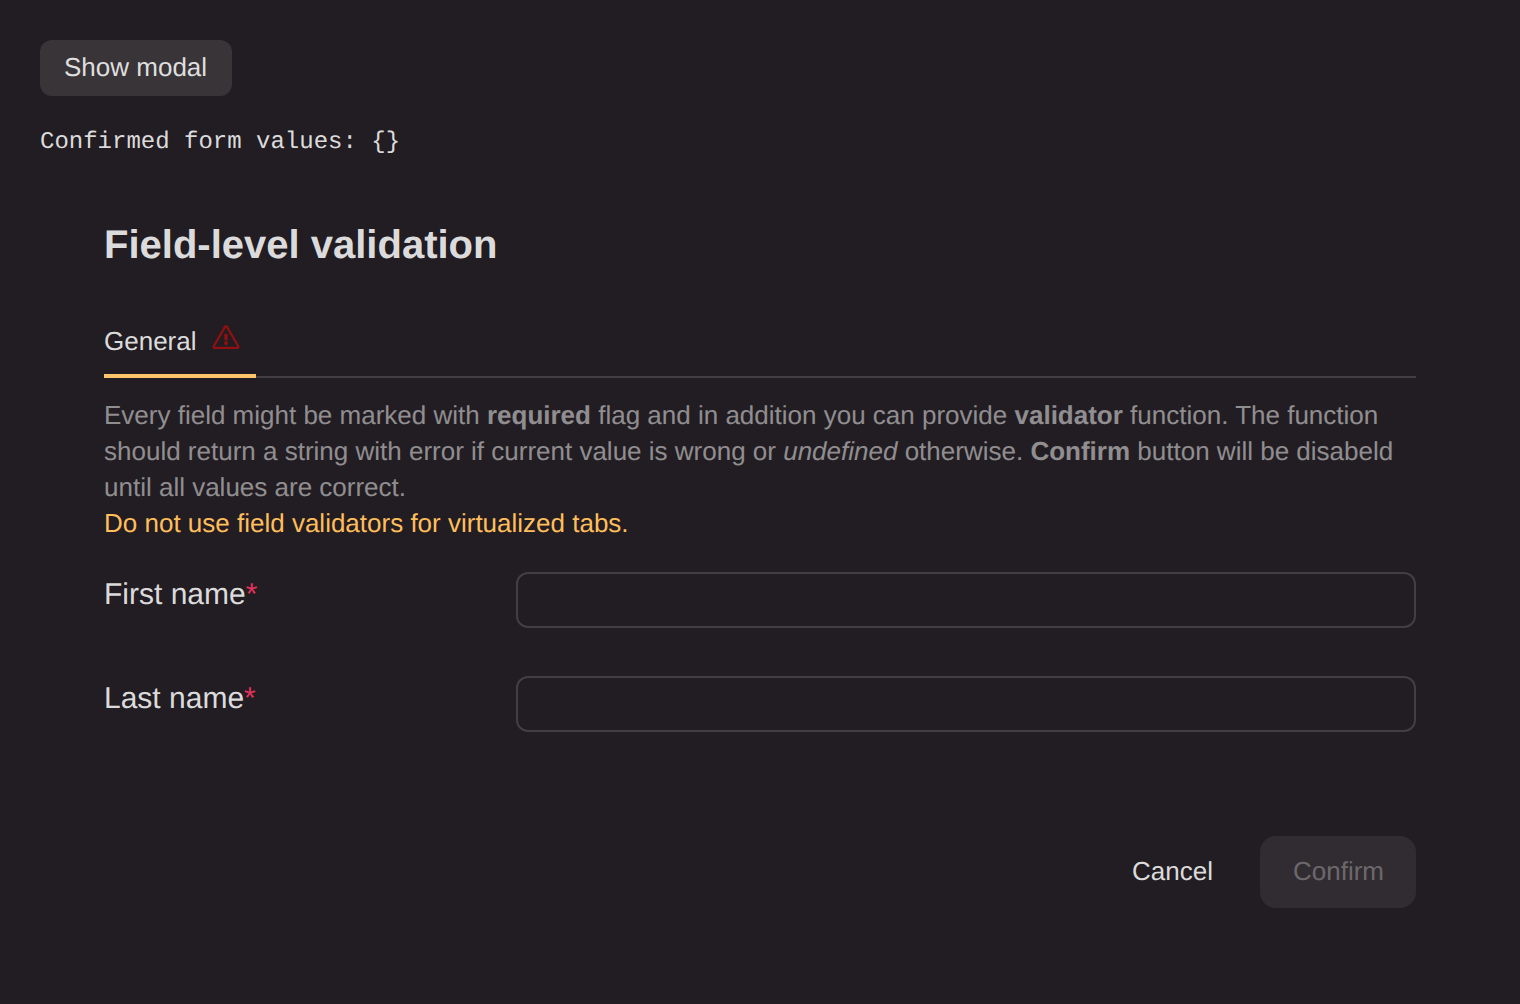 Show modal
Confirmed form values: {}
Field-level validation
General
Every field might be marked with required flag and in addition you can provide validator function. The function
should return a string with error if current value is wrong or undefined otherwise. Confirm button will be disabeld
until all values are correct.
Do not use field validators for virtualized tabs.
First name*
Last name*
Cancel
Confirm